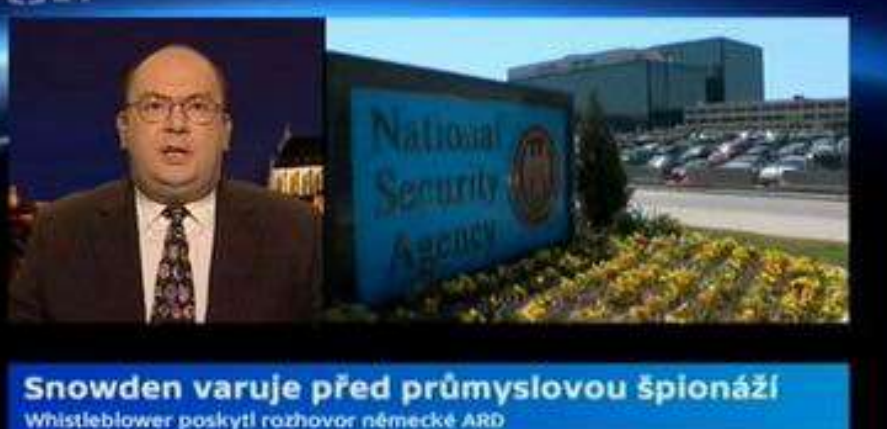 National
Security
Agency
Snowden varuje před průmyslovou špionáží
Whistleblower poskytl rozhovor německé ARD